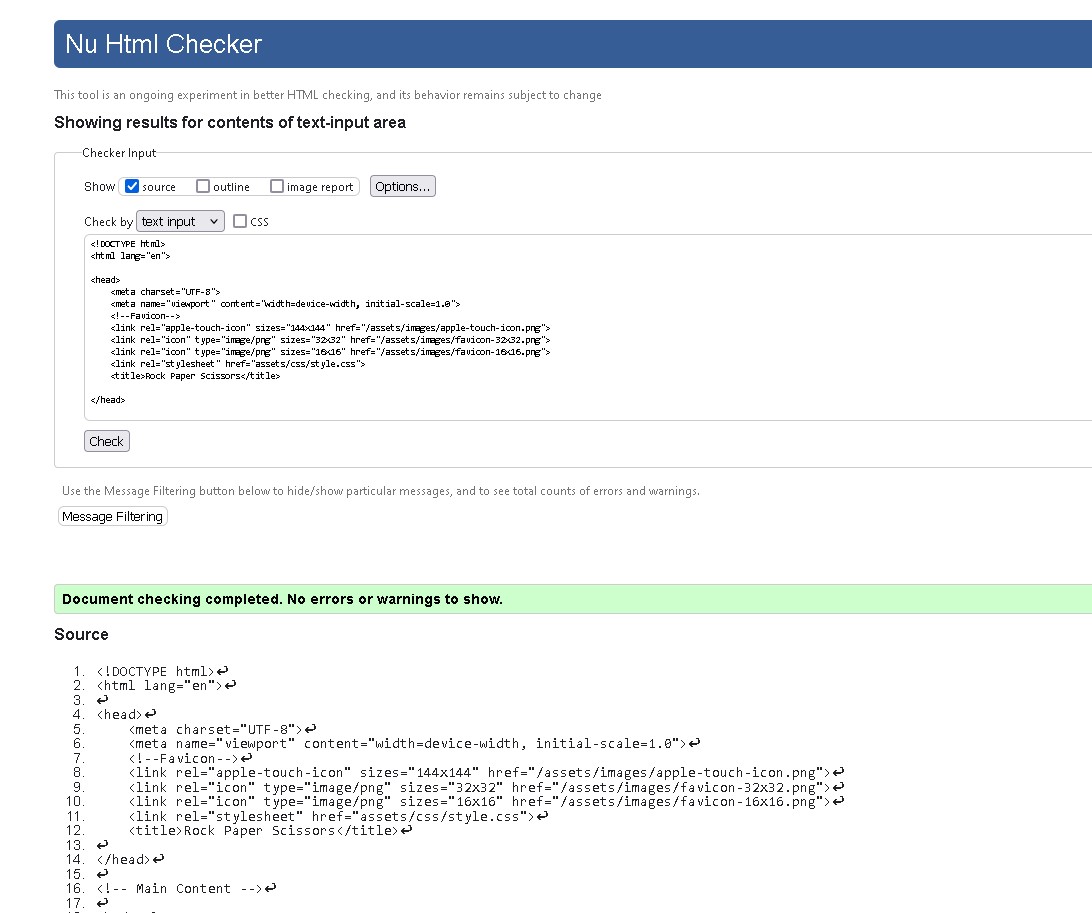 Nu Html Checker
This tool is an ongoing experiment in better HTML checking, and its behavior remains subject to change
Showing results for contents of text-input area
Checker Input
Show source outline image report Options...
Check by text input CSS
<!DOCTYPE html>
<html lang="en">
<head>
<meta charset="UTF-8">
<meta name="viewport" content="width=device-width, initial-scale=1.0">
<!--Favicon-->
<link rel="apple-touch-icon" sizes="144x144" href="/assets/images/apple-touch-icon.png">
<link rel="icon" type="image/png" sizes="32x32" href="/assets/images/favicon-32x32.png">
<link rel="icon" type="image/png" sizes="16x16" href="/assets/images/favicon-16x16.png">
<link rel="stylesheet" href="assets/css/style.css">
<title>Rock Paper Scissors</title>
</head>
Check
Use the Message Filtering button below to hide/show particular messages, and to see total counts of errors and warnings.
Message Filtering
Document checking completed. No errors or warnings to show.
Source
1. <!DOCTYPE html>↩
2. <html lang="en">↩
3. ↩
4. <head>↩
5. <meta charset="UTF-8">↩
6. <meta name="viewport" content="width=device-width, initial-scale=1.0">↩
7. <!--Favicon-->↩
8. <link rel="apple-touch-icon" sizes="144x144" href="/assets/images/apple-touch-icon.png">↩
9. <link rel="icon" type="image/png" sizes="32x32" href="/assets/images/favicon-32x32.png">↩
10. <link rel="icon" type="image/png" sizes="16x16" href="/assets/images/favicon-16x16.png">↩
11. <link rel="stylesheet" href="assets/css/style.css">↩
12. <title>Rock Paper Scissors</title>↩
13. ↩
14. </head>↩
15. ↩
16. <!-- Main Content -->↩
17. ↩